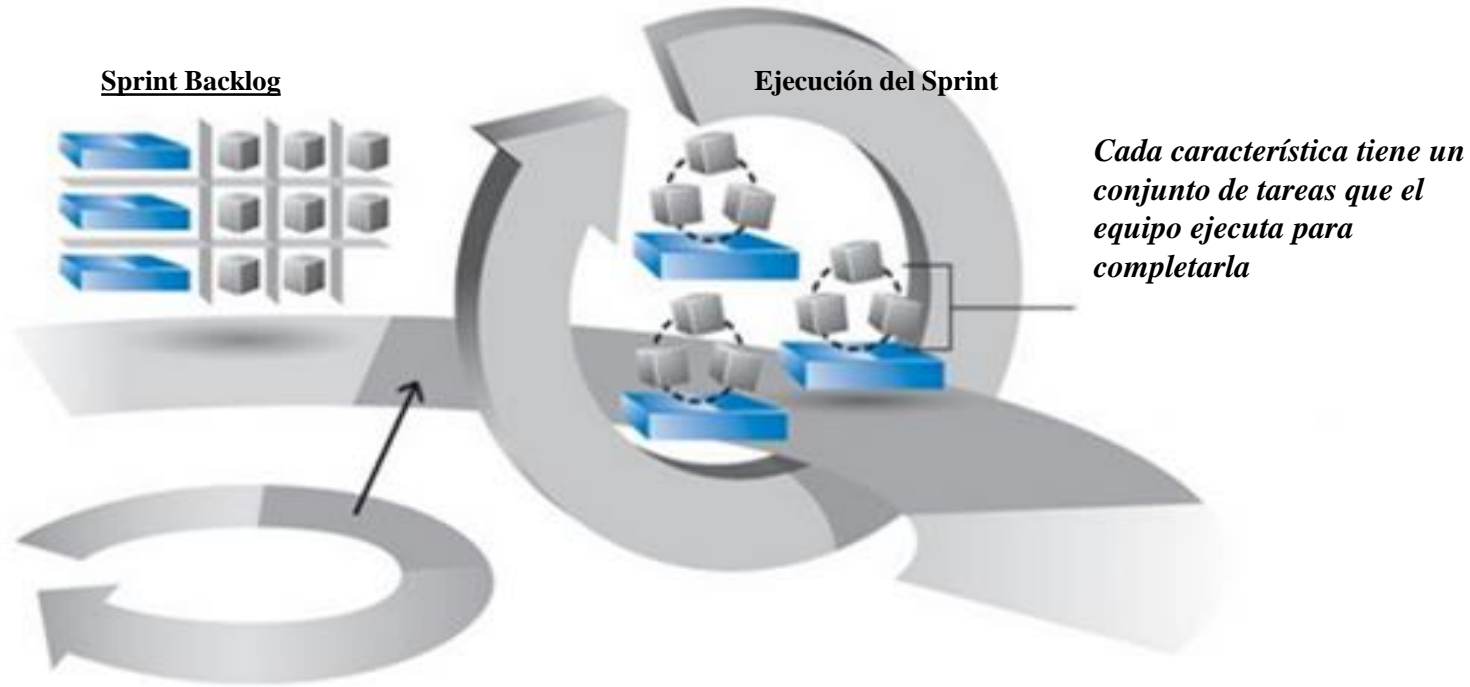 Sprint Backlog
Ejecución del Sprint
Cada característica tiene un
conjunto de tareas que el
equipo ejecuta para
completarla